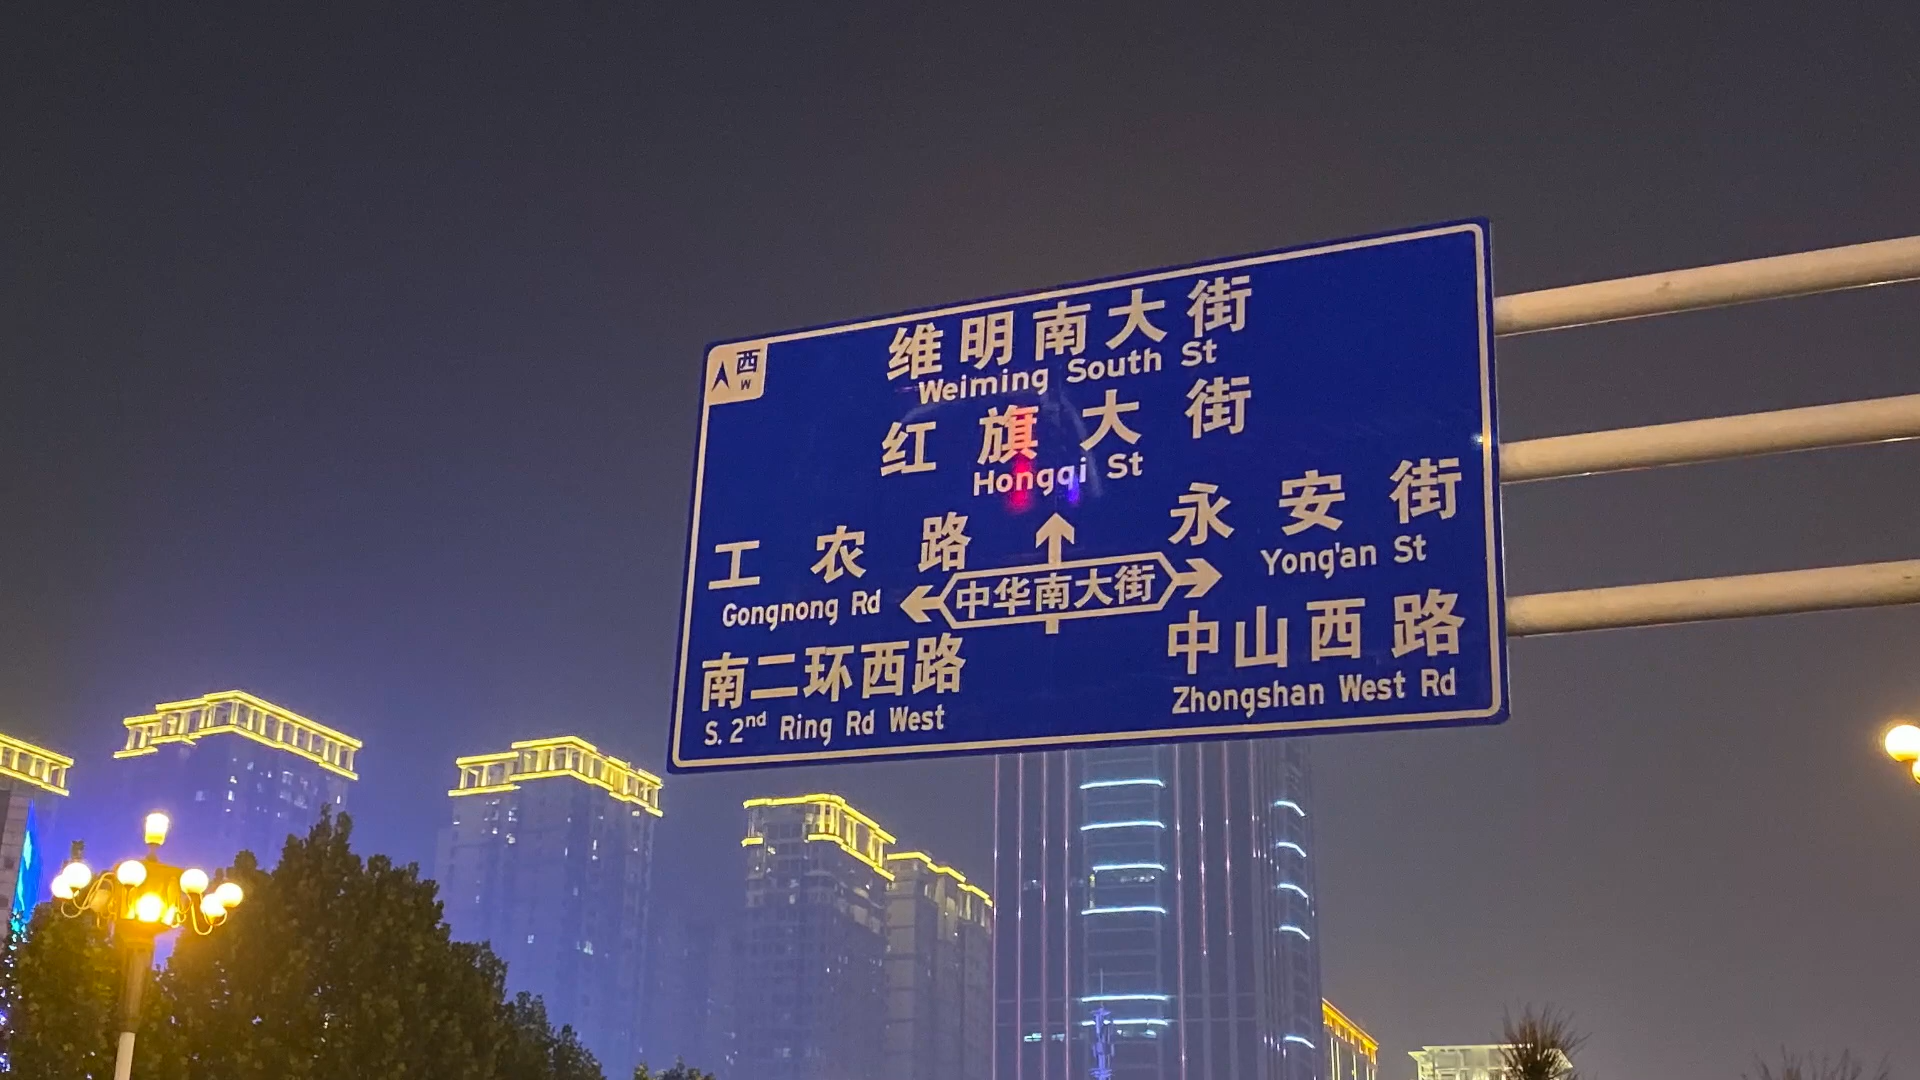 西
W
维明南大街
Weiming South St
红旗大街
Hongqi St
工农路
Gongnong Rd
南二环西路
S. 2nd Ring Rd West
中华南大街
永安街
Yong'an St
中山西路
Zhongshan West Rd